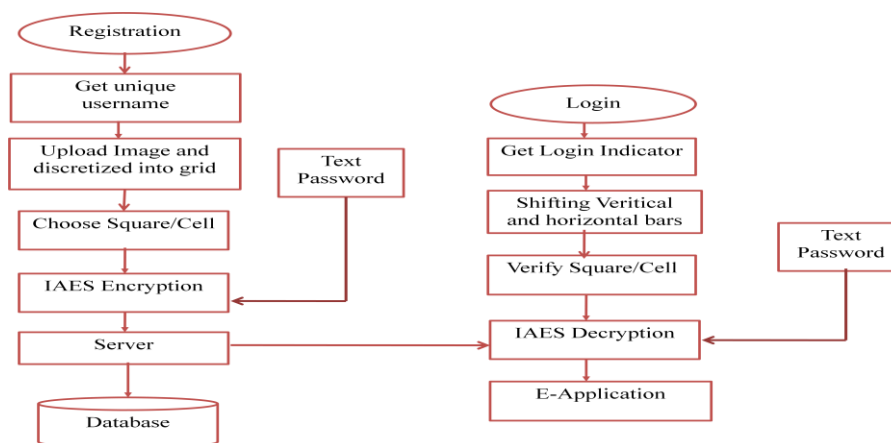 Registration
Get unique
username
Upload Image and
discretized into grid
Text
Password
Choose Square/Cell
IAES Encryption
Server
Database
Login
Get Login Indicator
Shifting Veritical
and horizontal bars
Text
Password
Verify Square/Cell
IAES Decryption
E-Application